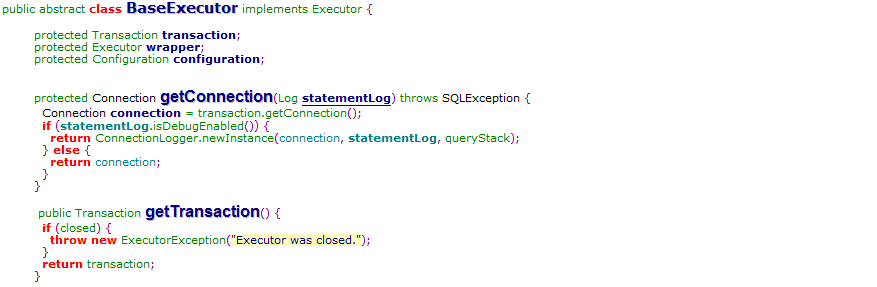 public abstract class BaseExecutor implements Executor {
protected Transaction transaction;
protected Executor wrapper;
protected Configuration configuration;
protected Connection getConnection(Log statementLog) throws SQLException {
Connection connection = transaction.getConnection();
if (statementLog.isDebugEnabled()) {
return ConnectionLogger.newInstance(connection, statementLog, queryStack);
} else {
return connection;
}
}
public Transaction getTransaction() {
if (closed) {
throw new ExecutorException("Executor was closed.");
}
return transaction;
}